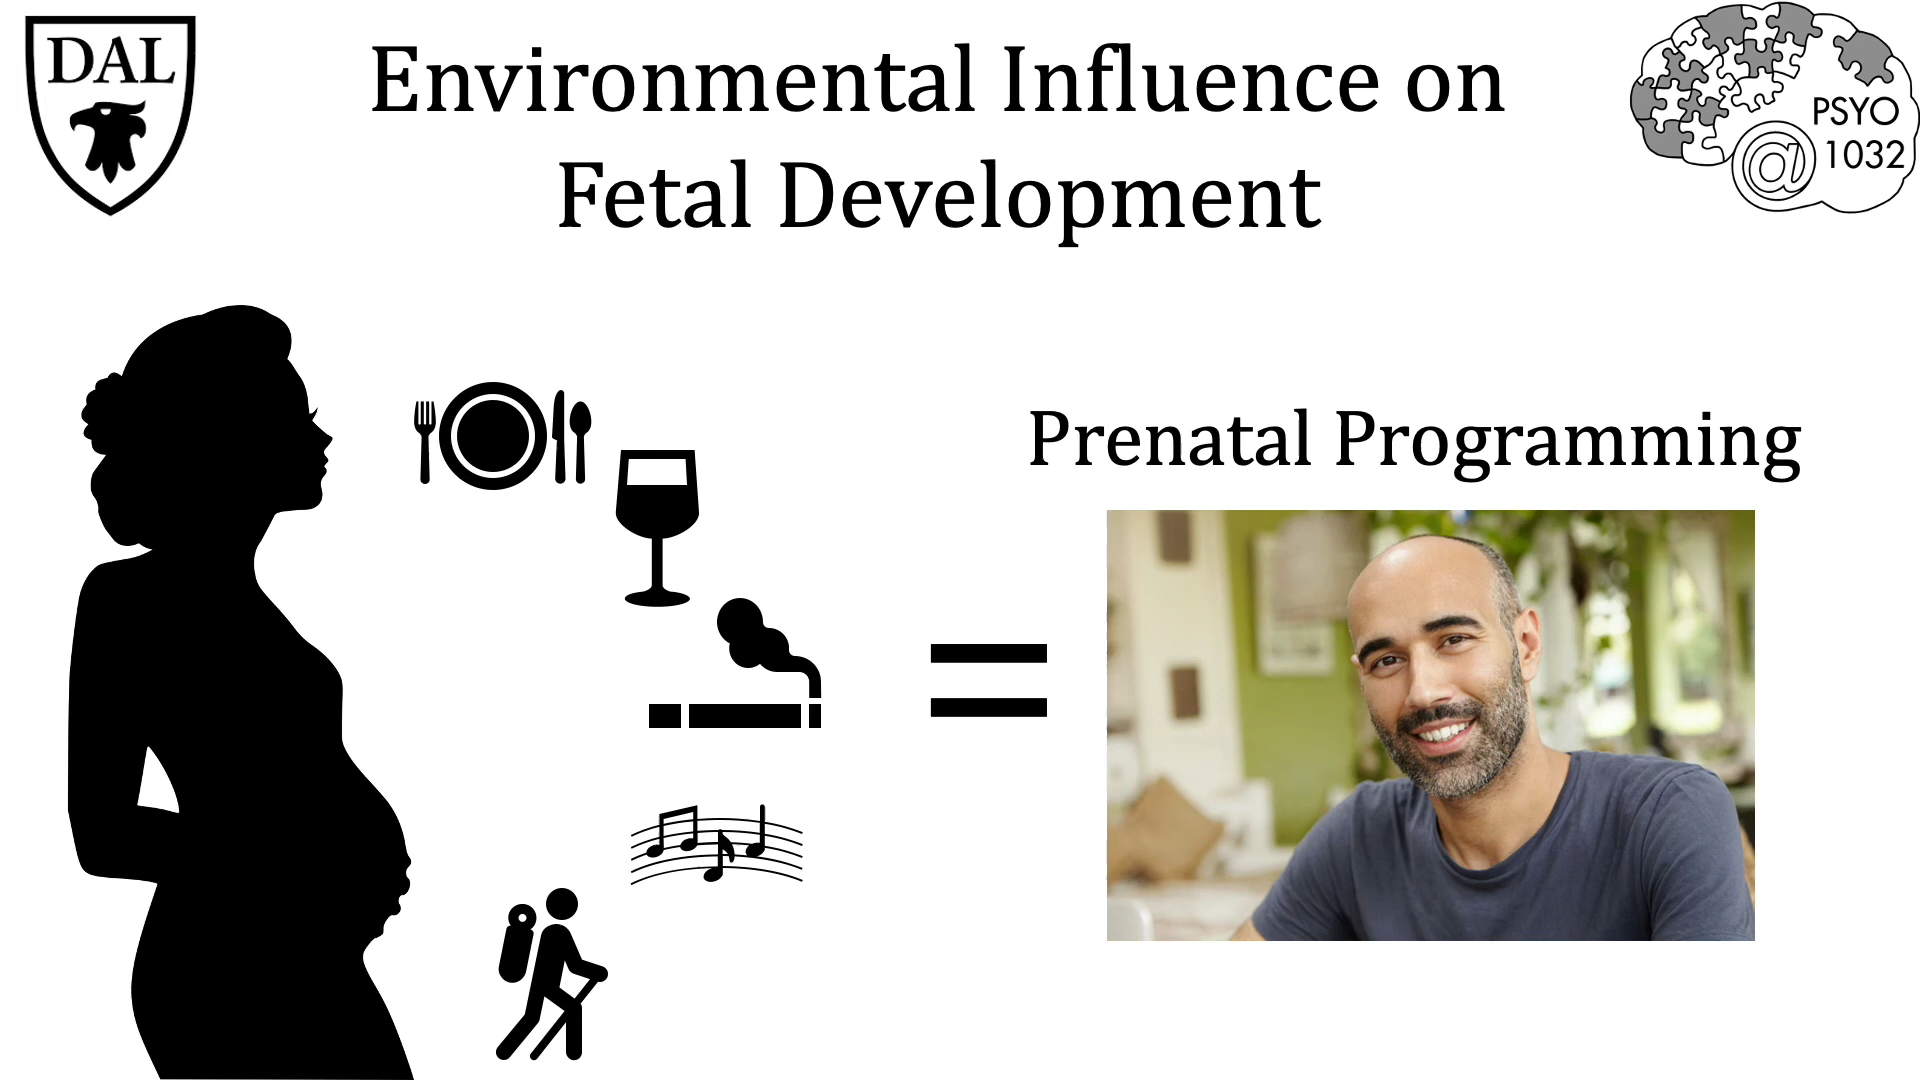 DAL
Environmental Influence on
Fetal Development
PSYO
@ 1032
Prenatal Programming